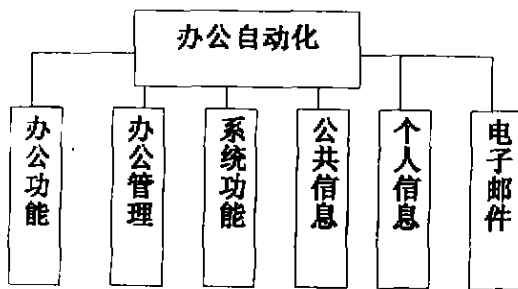 办公自动化
办公功能
办公管理
系统功能
公共信息
个人信息
电子邮件